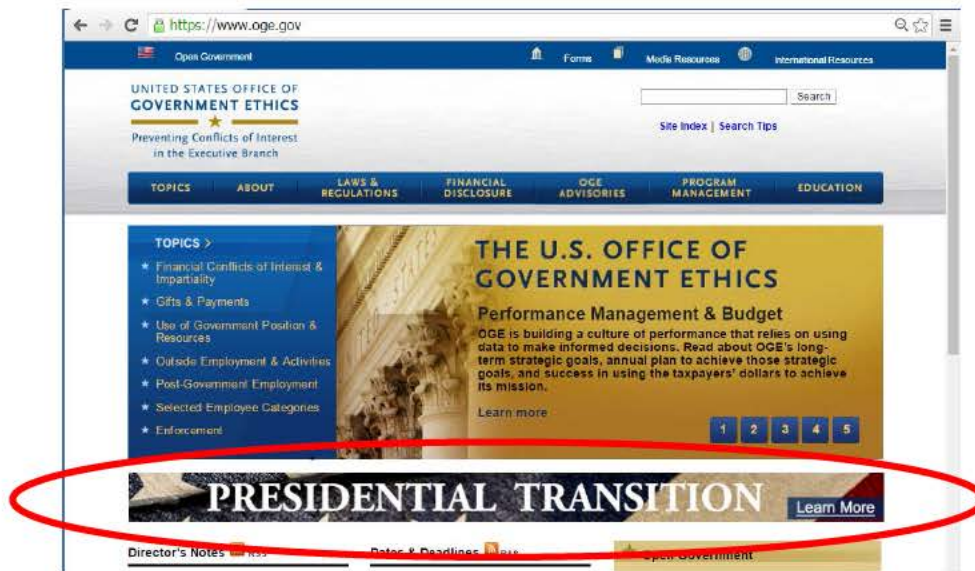 https://www.oge.gov
Open Government
Forms
Media Resources
International Resources
UNITED STATES OFFICE OF
GOVERNMENT ETHICS
Preventing Conflicts of Interest
in the Executive Branch
Search
Site Index | Search Tips
TOPICS
ABOUT
LAWS &
REGULATIONS
FINANCIAL
DISCLOSURE
OGE
ADVISORIES
PROGRAM
MANAGEMENT
EDUCATION
TOPICS >
Financial Conflicts of Interest &
Impartiality
Gifts & Payments
Use of Government Position &
Resources
Outside Employment & Activities
Post-Government Employment
Selected Employee Categories
Enforcement
THE U.S. OFFICE OF
GOVERNMENT ETHICS
Performance Management & Budget
OGE is building a culture of performance that relies on using
data to make informed decisions. Read about OGE's long-
term strategic goals, annual plan to achieve those strategic
goals, and success in using the taxpayers' dollars to achieve
its mission.
Learn more
1 2 3 4 5
PRESIDENTIAL TRANSITION
Learn More
Director's Notes RSS
Dates & Deadlines
Open Government